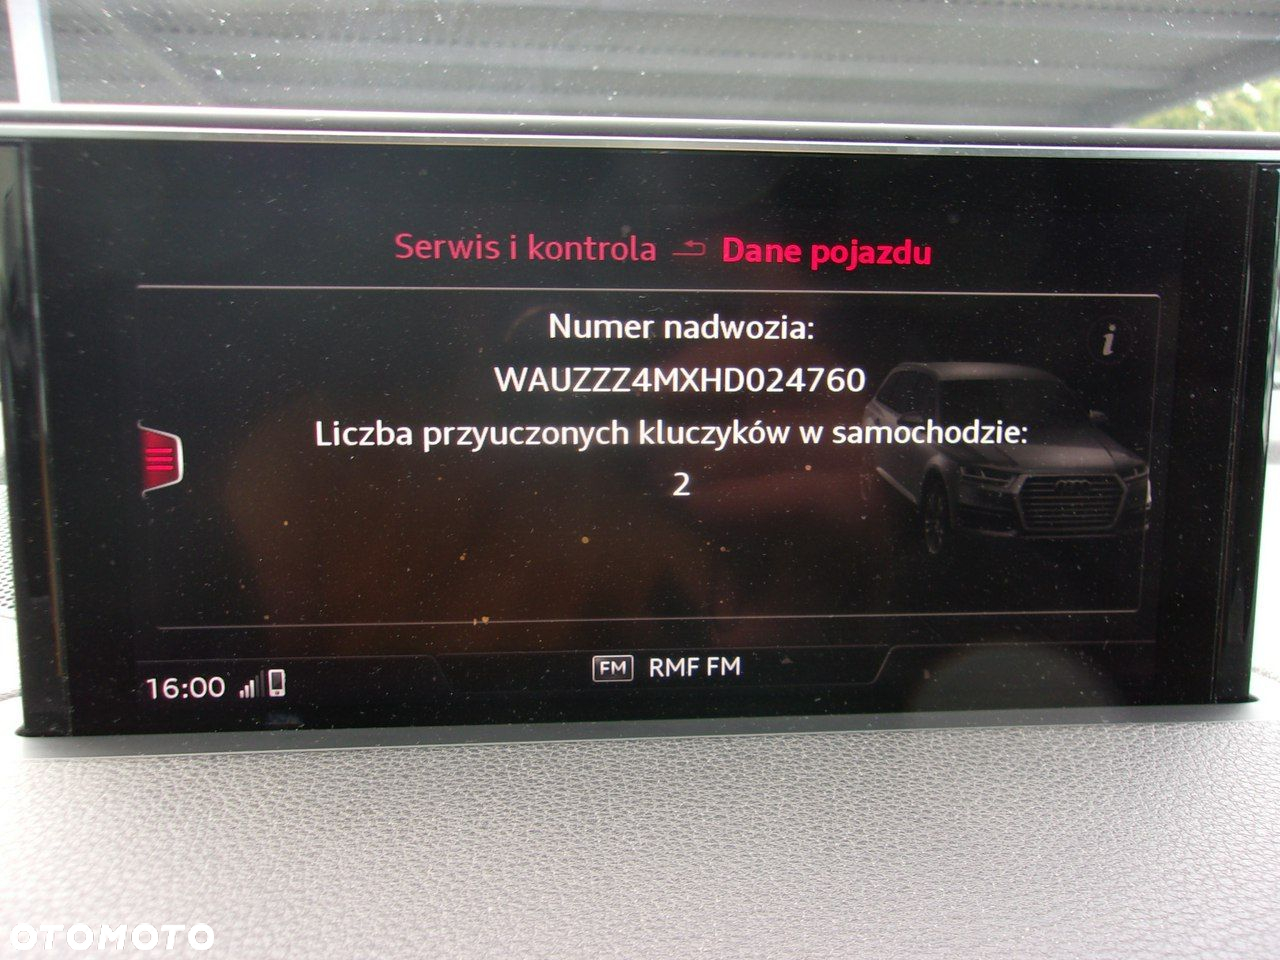 Serwis i kontrola Dane pojazdu
Numer nadwozia:
i
WAUZZZ4MXHD024760
Liczba przyuczonych kluczyków w samochodzie:
2
FM RMF FM
16:00
OTOMOTO